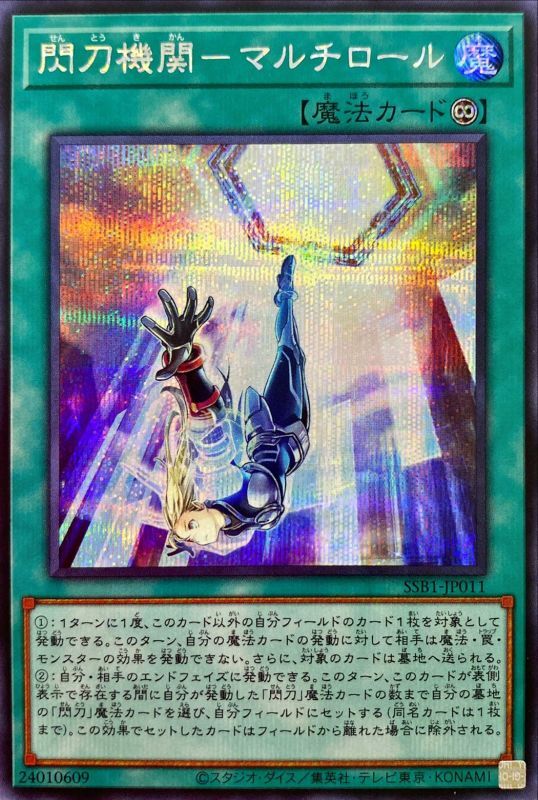 閃刀機関－マルチロール 魔
【魔法カード】
SSB1-JP011
①：1ターンに1度、このカード以外の自分フィールドのカード1枚を対象として
発動できる。このターン、自分の魔法カードの発動に対して相手は魔法・罠・
モンスターの効果を発動できない。さらに、対象のカードは墓地へ送られる。
②：自分・相手のエンドフェイズに発動できる。このターン、このカードが表側
表示で存在する間に自分が発動した「閃刀」魔法カードの数まで自分の墓地
の「閃刀」魔法カードを選び、自分フィールドにセットする（同名カードは1枚
まで）。この効果でセットしたカードはフィールドから離れた場合に除外される。
24010609
©スタジオ・ダイス／集英社・テレビ東京・KONAMI